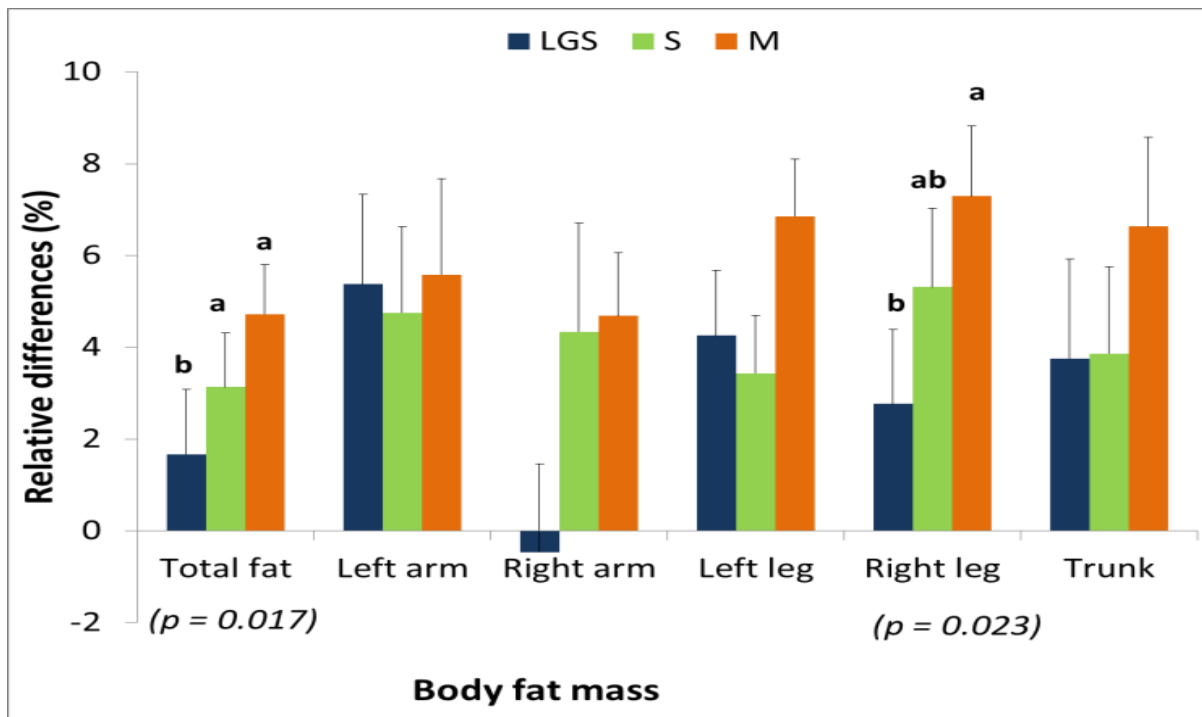 LGS S M
10
8
6
4
2
0
-2
Relative differences (%)
b a a
b ab a
Total fat Left arm Right arm Left leg Right leg Trunk
(p = 0.017) (p = 0.023)
Body fat mass